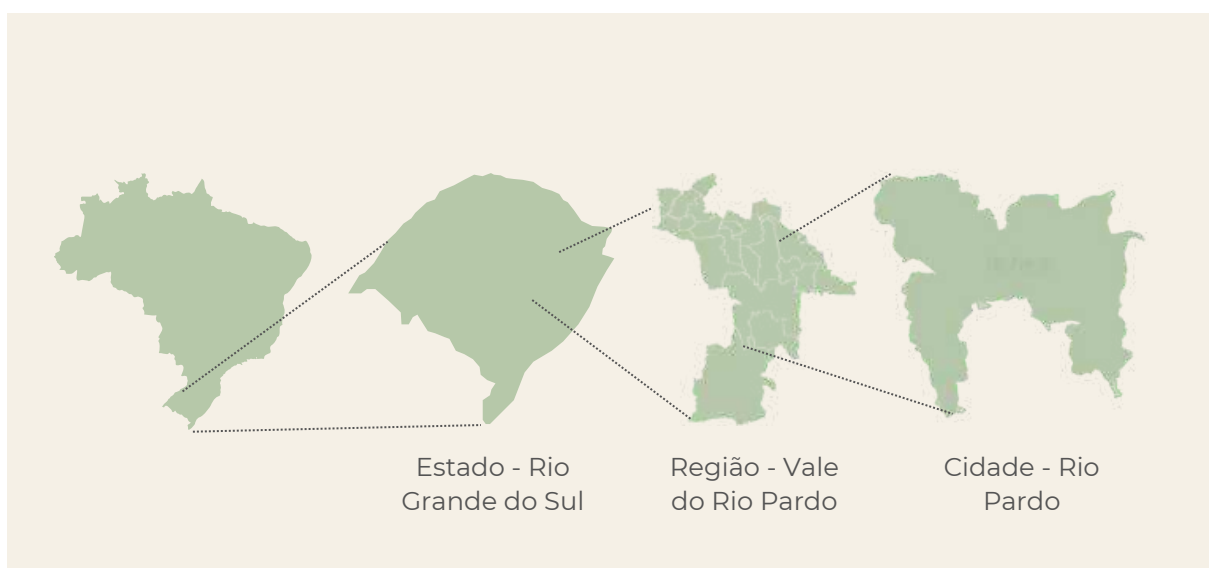 Estado - Rio
Grande do Sul
Região - Vale
do Rio Pardo
Cidade - Rio
Pardo